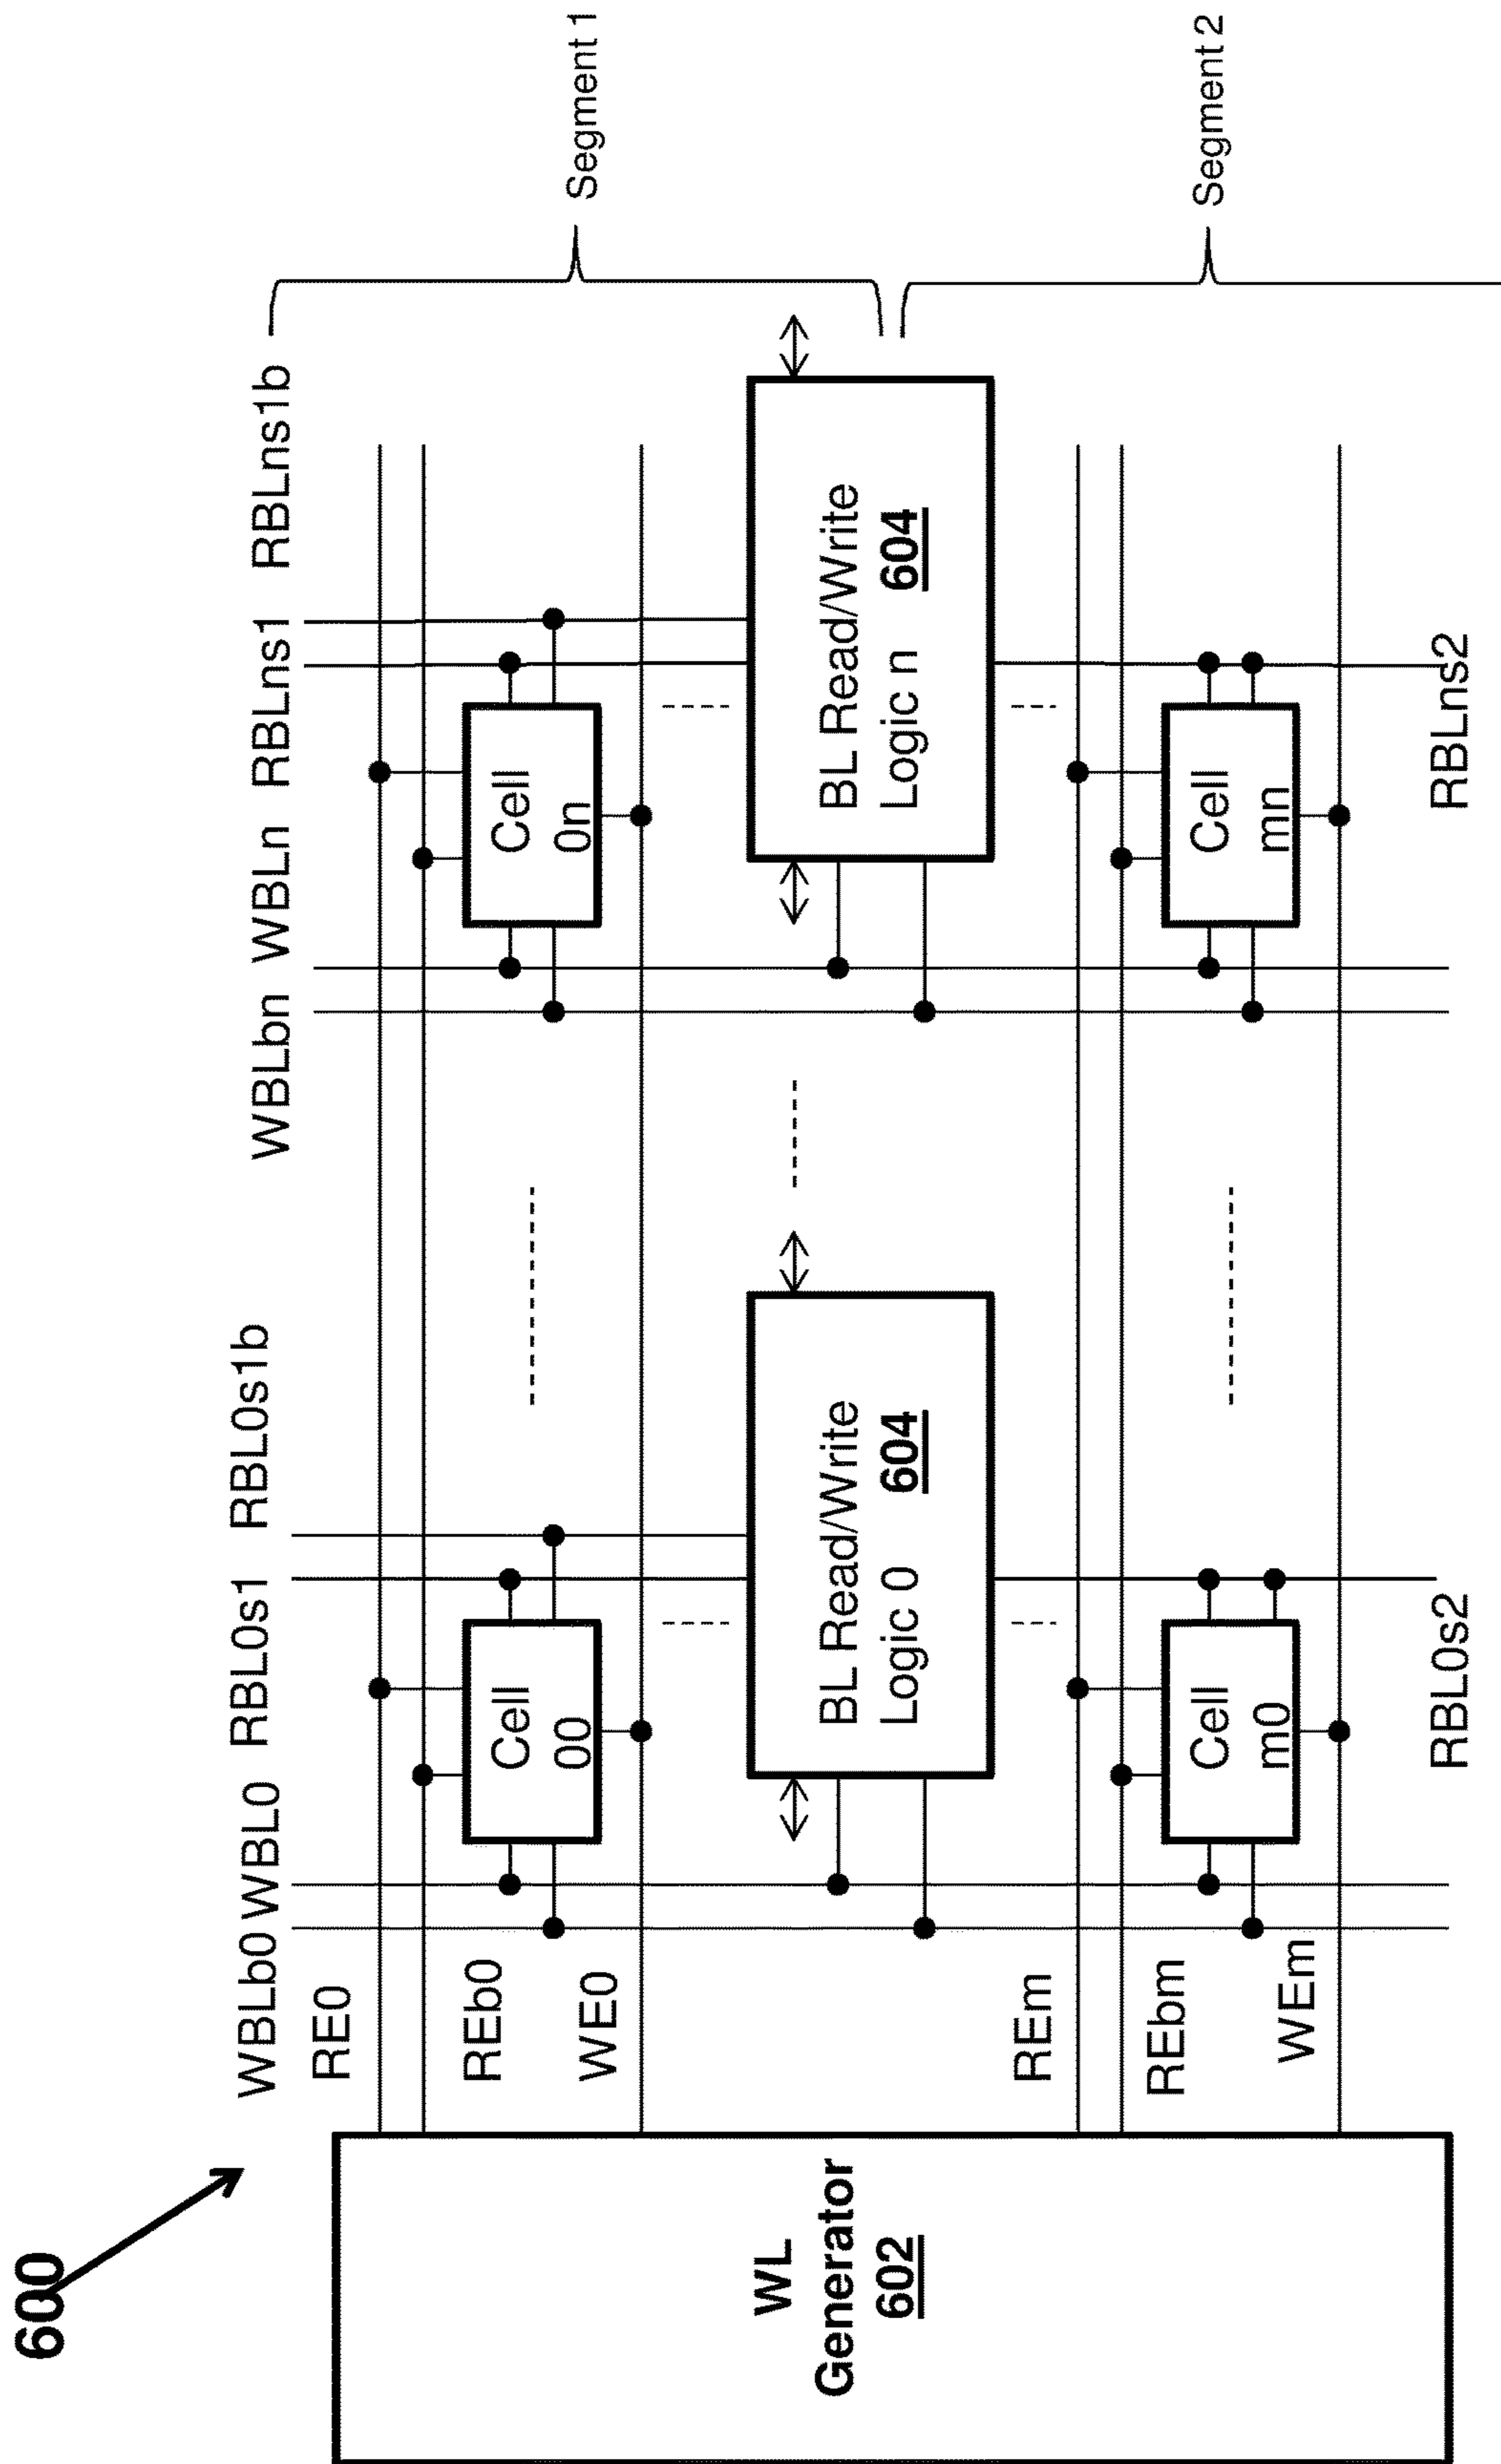 600
WBLb0 WBL0 RBL0s1 RBL0s1b
WBLbn WBLn RBLns1 RBLns1b
RE0
REb0
WE0
Cell
00
Cell
0n
Segment 1
WL
Generator
602
BL Read/Write
Logic 0 604
BL Read/Write
Logic n 604
REm
REbm
WEm
Cell
m0
Cell
mn
Segment 2
RBL0s2
RBLns2